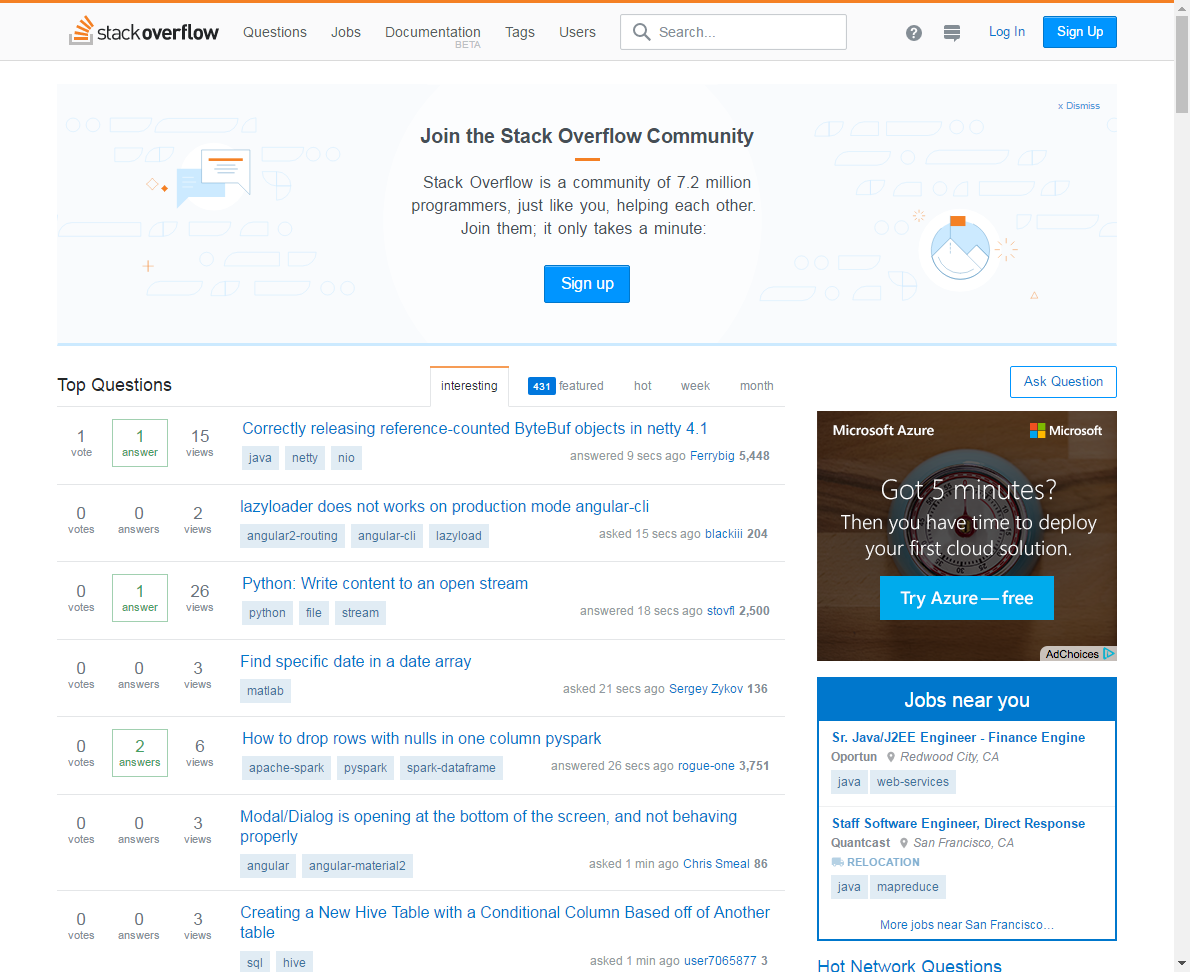 stackoverflow Questions Jobs Documentation Tags Users Search... ? Log In Sign Up
BETA
x Dismiss
Join the Stack Overflow Community
Stack Overflow is a community of 7.2 million
programmers, just like you, helping each other.
Join them; it only takes a minute:
Sign up
Top Questions interesting 431 featured hot week month
1 vote 1 answer 15 views
Correctly releasing reference-counted ByteBuf objects in netty 4.1
java netty nio
answered 9 secs ago Ferrybig 5,448
0 votes 0 answers 2 views
lazyloader does not works on production mode angular-cli
angular2-routing angular-cli lazyload
asked 15 secs ago blackiii 204
0 votes 1 answer 26 views
Python: Write content to an open stream
python file stream
answered 18 secs ago stovfl 2,500
0 votes 0 answers 3 views
Find specific date in a date array
matlab
asked 21 secs ago Sergey Zykov 136
0 votes 2 answers 6 views
How to drop rows with nulls in one column pyspark
apache-spark pyspark spark-dataframe
answered 26 secs ago rogue-one 3,751
0 votes 0 answers 3 views
Modal/Dialog is opening at the bottom of the screen, and not behaving
properly
angular angular-material2
asked 1 min ago Chris Smeal 86
0 votes 0 answers 3 views
Creating a New Hive Table with a Conditional Column Based off of Another
table
sql hive
asked 1 min ago user7065877 3
Ask Question
Microsoft Azure Microsoft
Got 5 minutes?
Then you have time to deploy
your first cloud solution.
Try Azure—free
AdChoices
Jobs near you
Sr. Java/J2EE Engineer - Finance Engine
Oportun Redwood City, CA
java web-services
Staff Software Engineer, Direct Response
Quantcast San Francisco, CA
RELOCATION
java mapreduce
More jobs near San Francisco...
Hot Network Questions